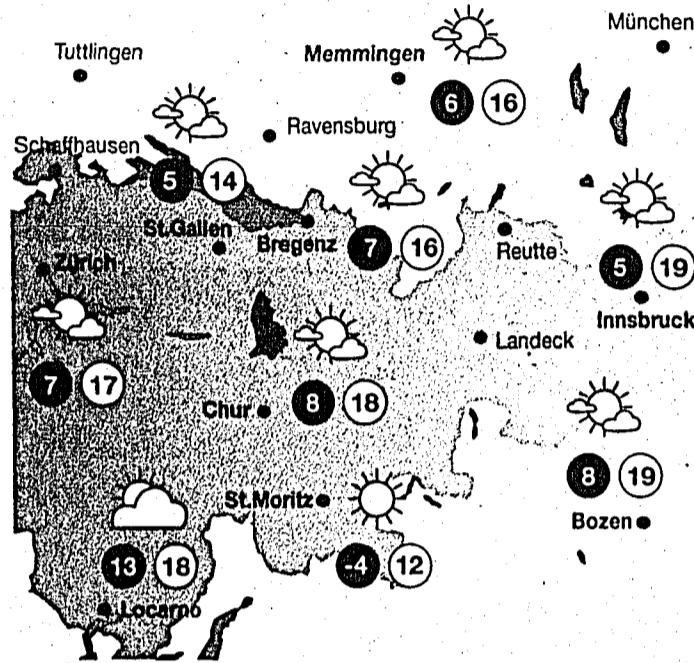 München
Tuttlingen
Memmingen
6 16
Ravensburg
Schaffhausen
5 14
St.Gallen
Bregenz
7 16
Reutte
Zürich
5 19
Innsbruck
Landeck
7 17
Chur
8 18
8 19
St.Moritz
Bozen
13 18
-4 12
Locarno